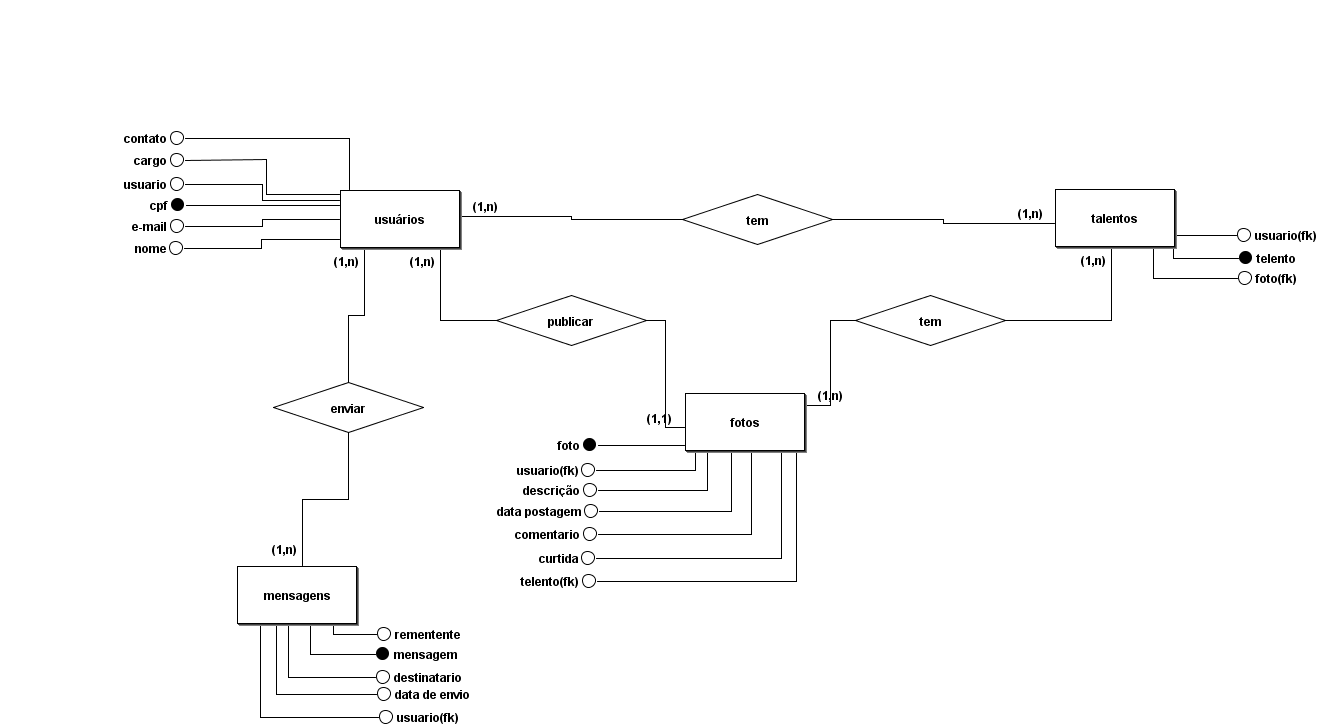 contato
cargo
usuario
cpf
e-mail
nome
usuários
(1,n)
tem
(1,n)
talentos
usuario(fk)
telento
foto(fk)
(1,n)
(1,n)
(1,n)
publicar
tem
enviar
(1,n)
(1,1)
fotos
foto
usuario(fk)
descrição
data postagem
comentario
curtida
telento(fk)
(1,n)
mensagens
rementente
mensagem
destinatario
data de envio
usuario(fk)